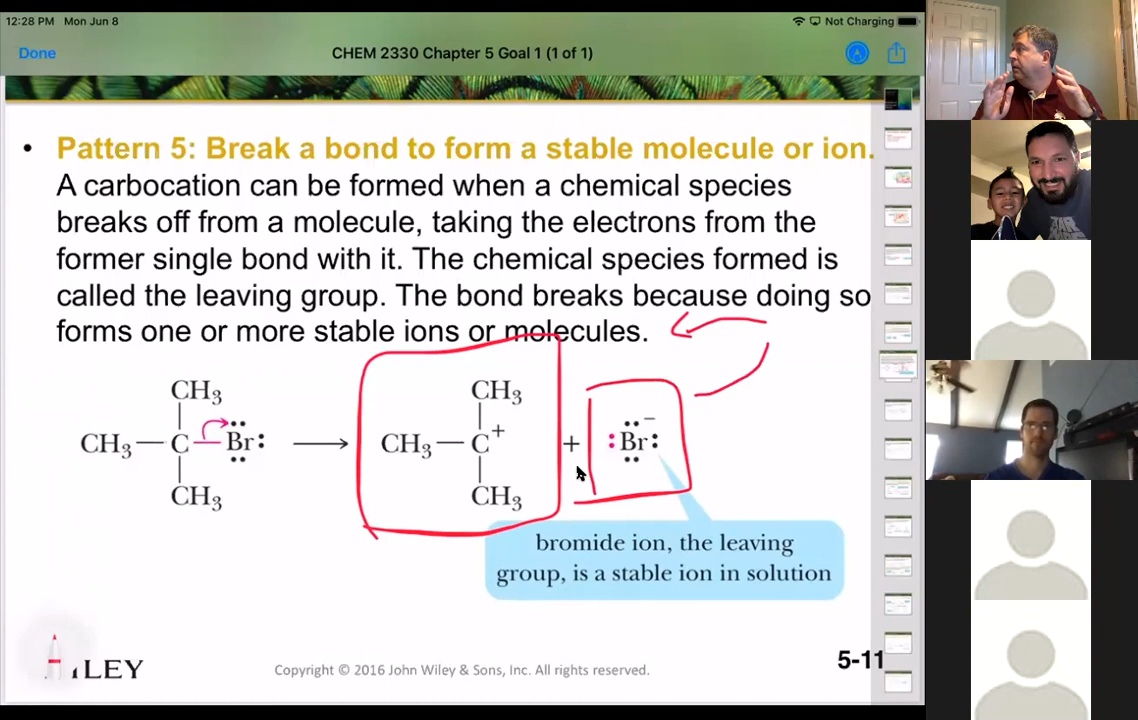 12:28 PM Mon Jun 8
Not Charging
Done
CHEM 2330 Chapter 5 Goal 1 (1 of 1)
• Pattern 5: Break a bond to form a stable molecule or ion.
A carbocation can be formed when a chemical species
breaks off from a molecule, taking the electrons from the
former single bond with it. The chemical species formed is
called the leaving group. The bond breaks because doing so
forms one or more stable ions or molecules.
CH₃ CH₃
CH₃—C—Br: ⟶ CH₃—C⁺ + :Br:⁻
CH₃ CH₃
bromide ion, the leaving
group, is a stable ion in solution
Copyright © 2016 John Wiley & Sons, Inc. All rights reserved.
5-11